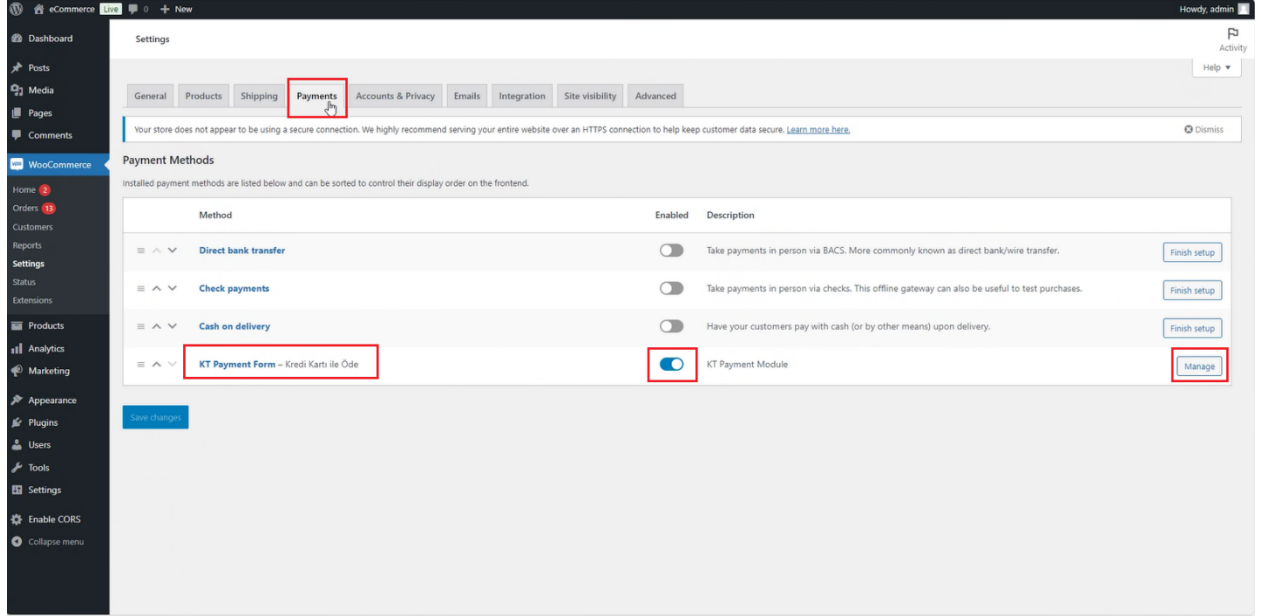 eCommerce Live 0 + New Howdy, admin
Dashboard
Posts
Media
Pages
Comments
WooCommerce
Home 2
Orders 13
Customers
Reports
Settings
Status
Extensions
Products
Analytics
Marketing
Appearance
Plugins
Users
Tools
Settings
Enable CORS
Collapse menu
Settings
Activity
Help
General Products Shipping Payments Accounts & Privacy Emails Integration Site visibility Advanced
Your store does not appear to be using a secure connection. We highly recommend serving your entire website over an HTTPS connection to help keep customer data secure. Learn more here. Dismiss
Payment Methods
Installed payment methods are listed below and can be sorted to control their display order on the frontend.
Method Enabled Description
Direct bank transfer Take payments in person via BACS. More commonly known as direct bank/wire transfer. Finish setup
Check payments Take payments in person via checks. This offline gateway can also be useful to test purchases. Finish setup
Cash on delivery Have your customers pay with cash (or by other means) upon delivery. Finish setup
KT Payment Form – Kredi Kartı ile Öde KT Payment Module Manage
Save changes